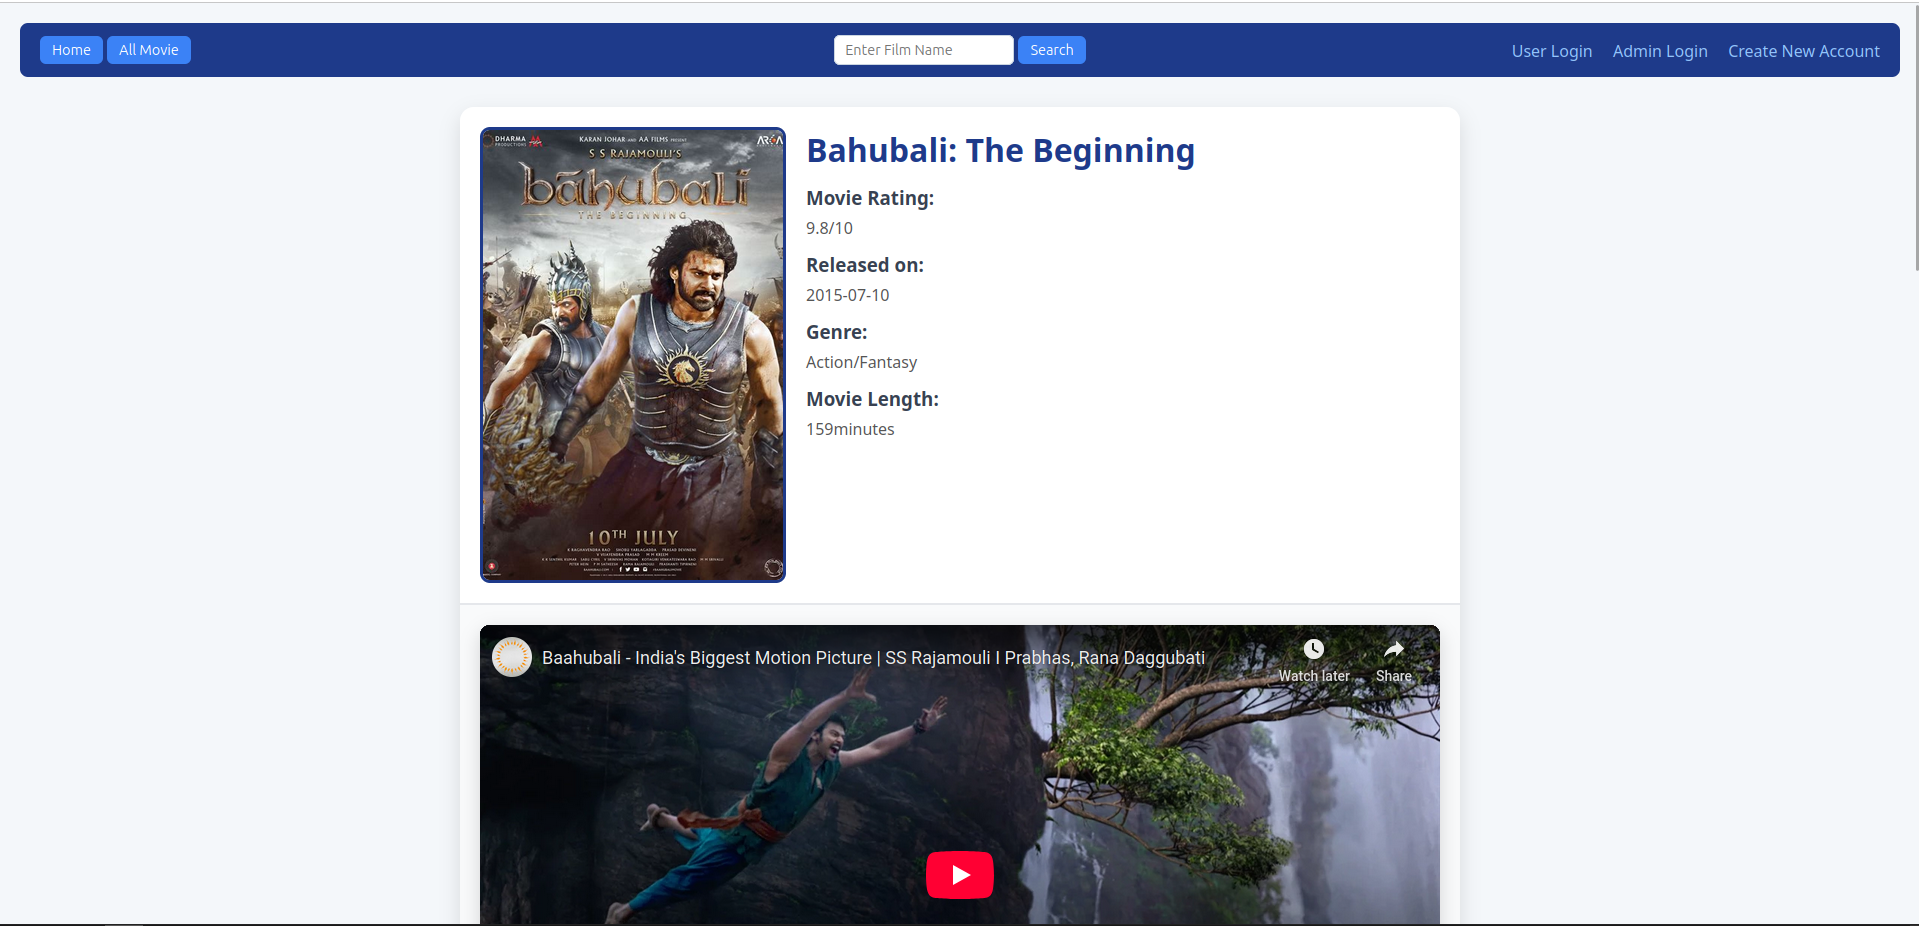 Home
All Movie
Enter Film Name
Search
User Login
Admin Login
Create New Account
DHARMA
PRODUCTIONS
AA
KARAN JOHAR AND AA FILMS PRESENT
ARKA
S S RAJAMOULI'S
bāhubali
THE BEGINNING
10TH JULY
Bahubali: The Beginning
Movie Rating:
9.8/10
Released on:
2015-07-10
Genre:
Action/Fantasy
Movie Length:
159minutes
Baahubali - India's Biggest Motion Picture | SS Rajamouli I Prabhas, Rana Daggubati
Watch later
Share